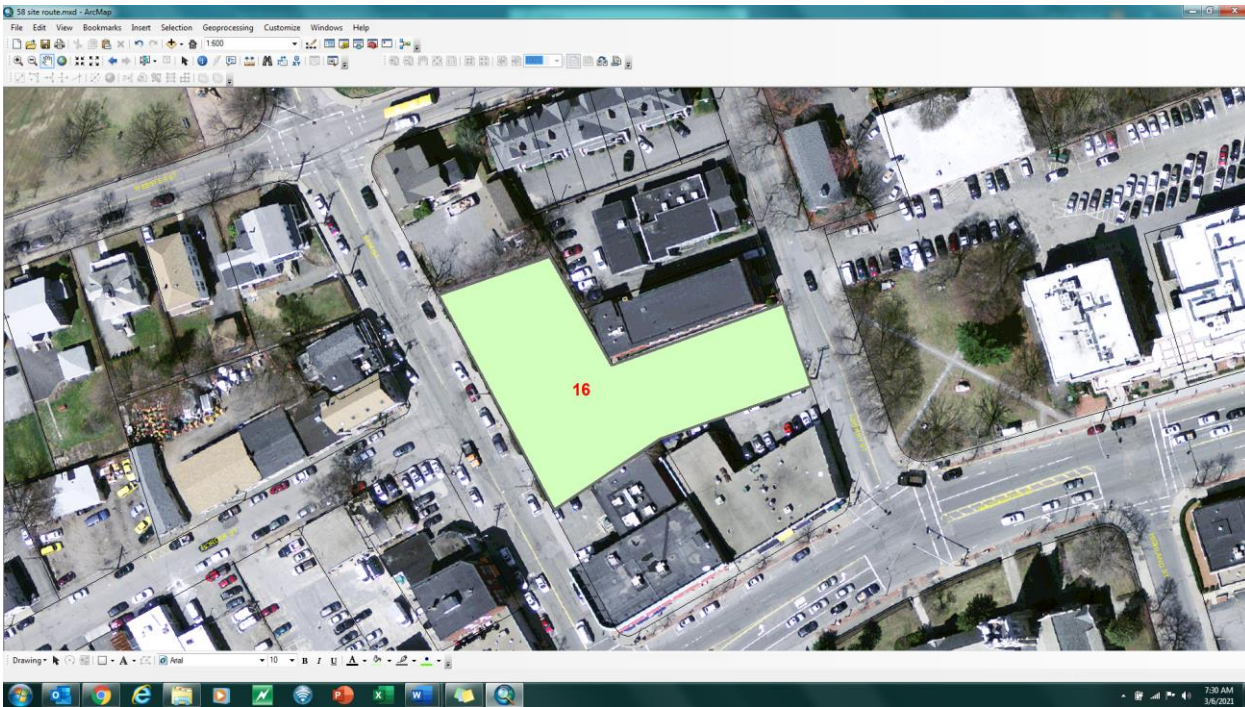 58 site route.mxd - ArcMap
File Edit View Bookmarks Insert Selection Geoprocessing Customize Windows Help
1:600
16
Drawing
A
Arial
10
B I U A
7:30 AM
3/6/2021